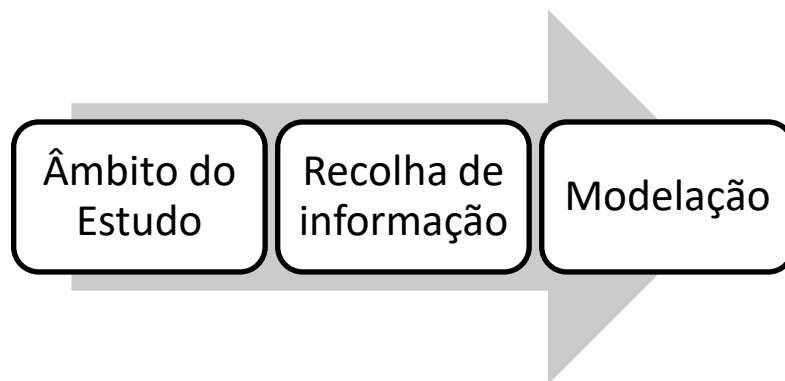 Âmbito do
Estudo
Recolha de
informação
Modelação